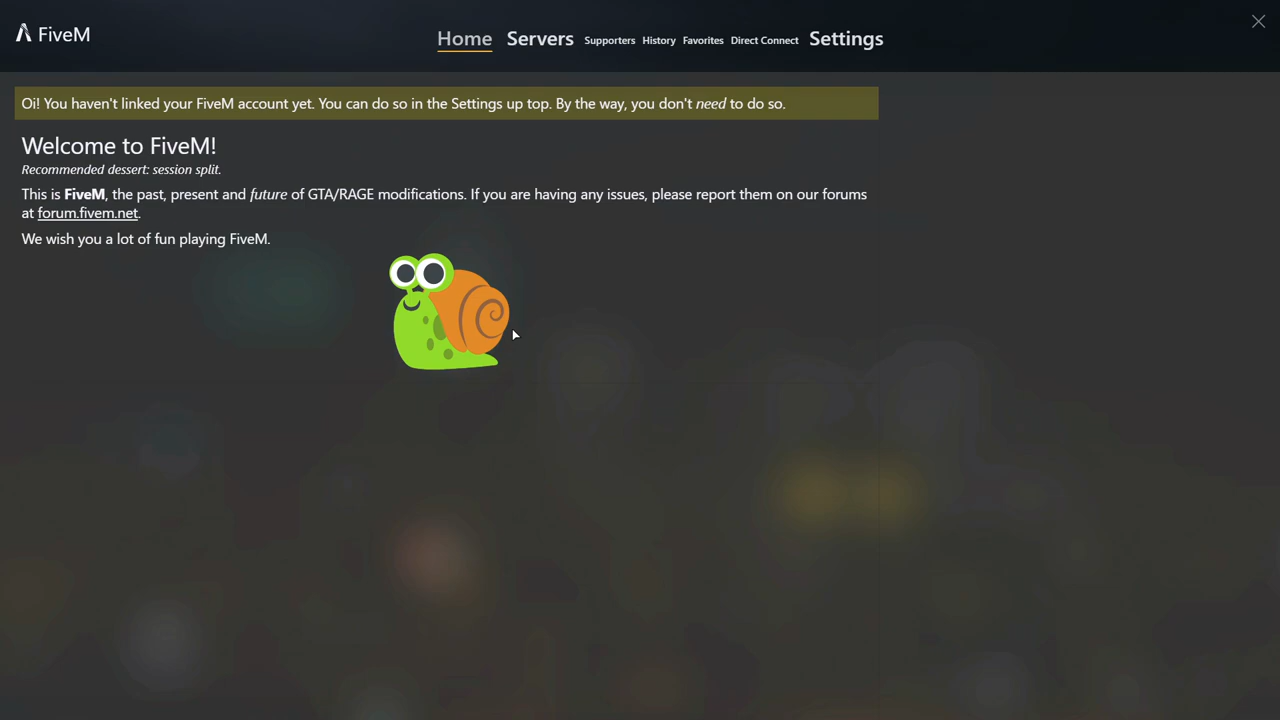 FiveM
Home Servers Supporters History Favorites Direct Connect Settings
Oi! You haven't linked your FiveM account yet. You can do so in the Settings up top. By the way, you don't need to do so.
Welcome to FiveM!
Recommended dessert: session split.
This is FiveM, the past, present and future of GTA/RAGE modifications. If you are having any issues, please report them on our forums
at forum.fivem.net.
We wish you a lot of fun playing FiveM.